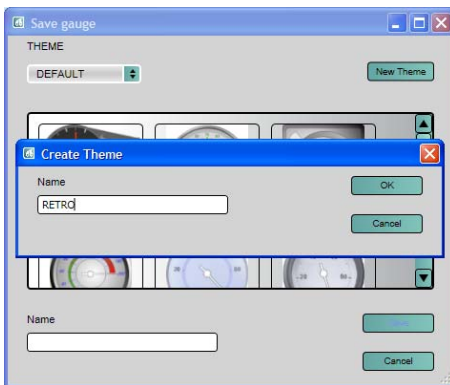 Save gauge
THEME
DEFAULT
New Theme
Create Theme
Name
RETRO
OK
Cancel
Name
Save
Cancel